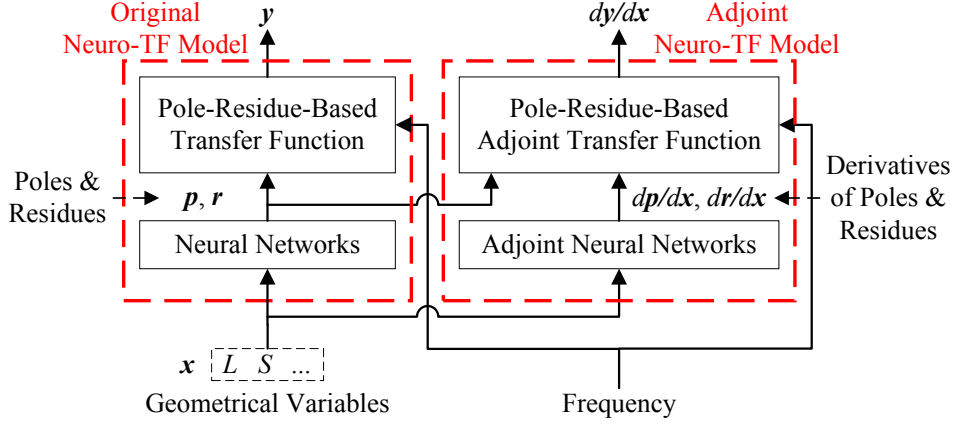 Original
Neuro-TF Model
y
dy/dx
Adjoint
Neuro-TF Model
Pole-Residue-Based
Transfer Function
Pole-Residue-Based
Adjoint Transfer Function
Poles &
Residues
p, r
dp/dx, dr/dx
Derivatives
of Poles &
Residues
Neural Networks
Adjoint Neural Networks
x L S ...
Geometrical Variables
Frequency